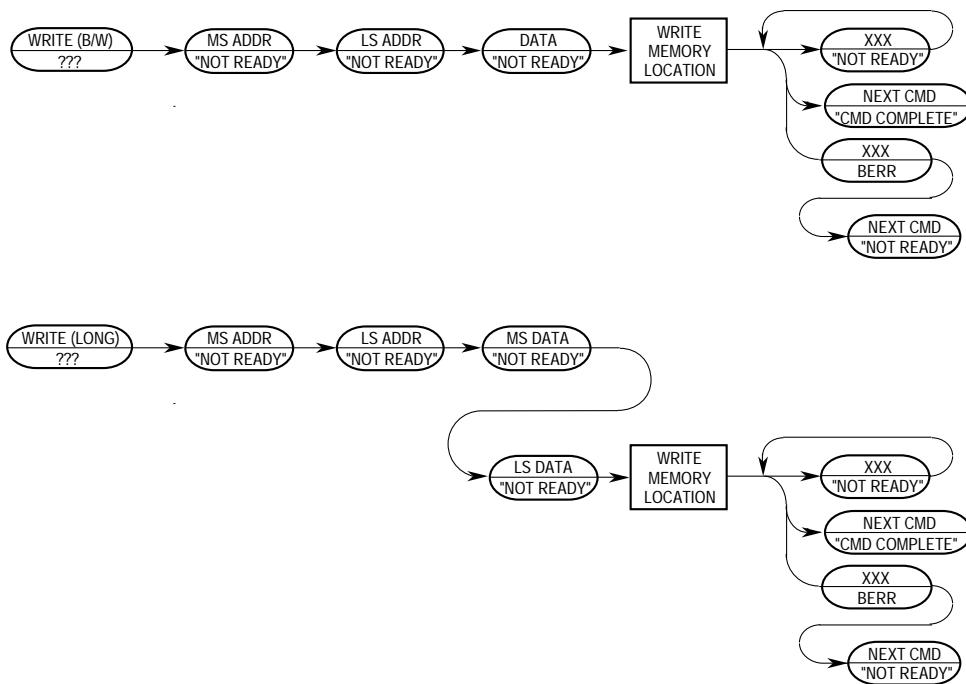 WRITE (B/W)
???
MS ADDR
"NOT READY"
LS ADDR
"NOT READY"
DATA
"NOT READY"
WRITE
MEMORY
LOCATION
XXX
"NOT READY"
NEXT CMD
"CMD COMPLETE"
XXX
BERR
NEXT CMD
"NOT READY"
WRITE (LONG)
???
MS ADDR
"NOT READY"
LS ADDR
"NOT READY"
MS DATA
"NOT READY"
LS DATA
"NOT READY"
WRITE
MEMORY
LOCATION
XXX
"NOT READY"
NEXT CMD
"CMD COMPLETE"
XXX
BERR
NEXT CMD
"NOT READY"